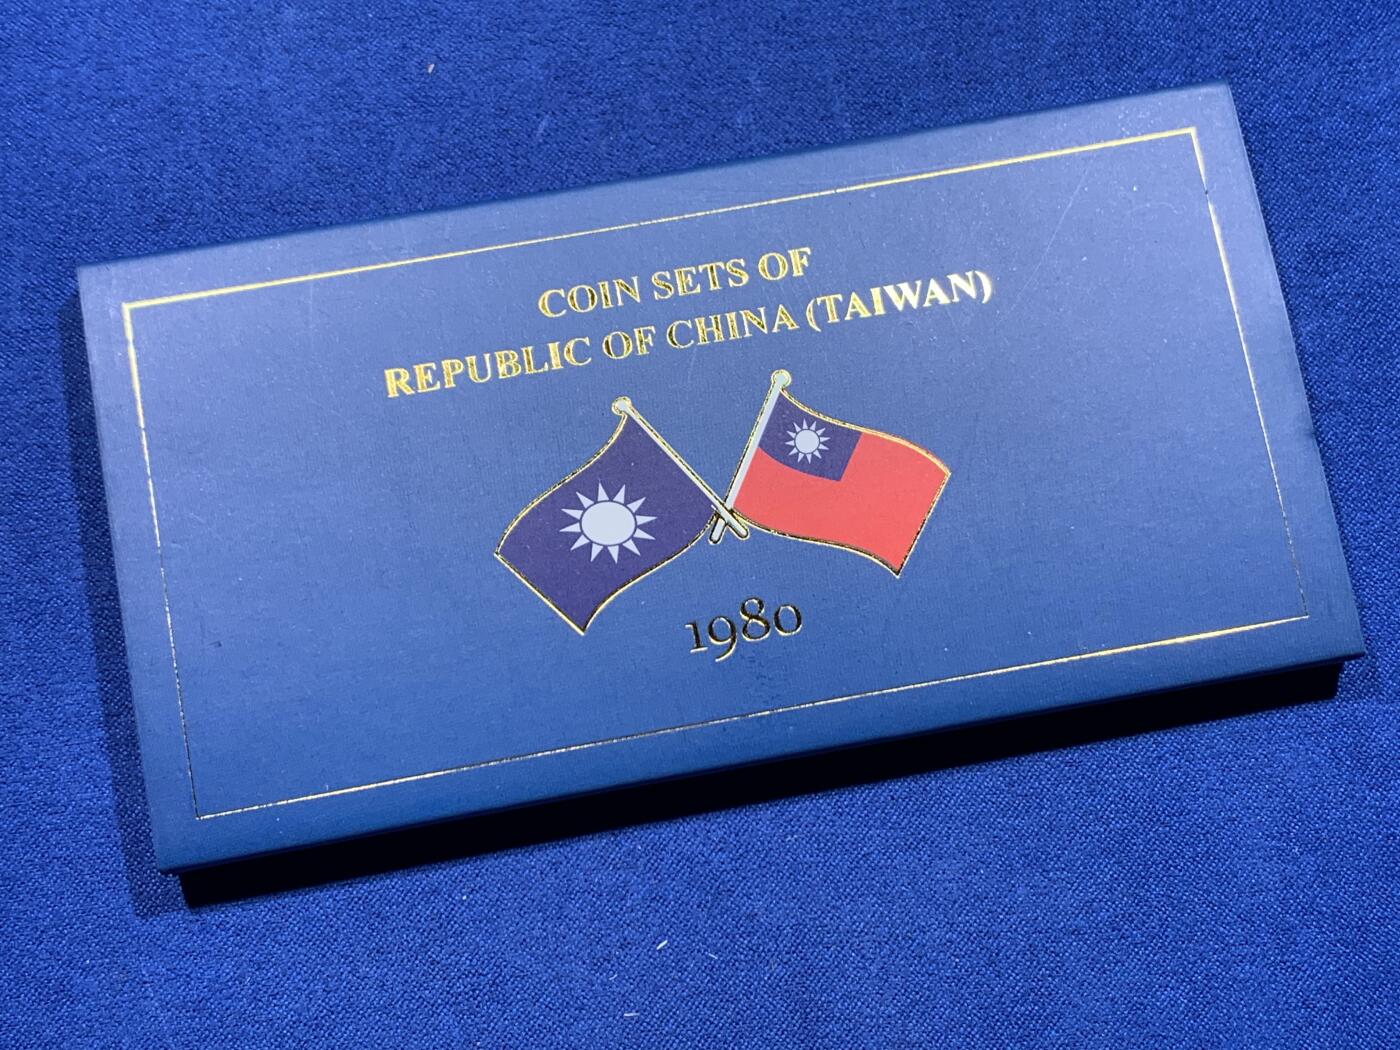 COIN SETS OF
REPUBLIC OF CHINA (TAIWAN)
1980